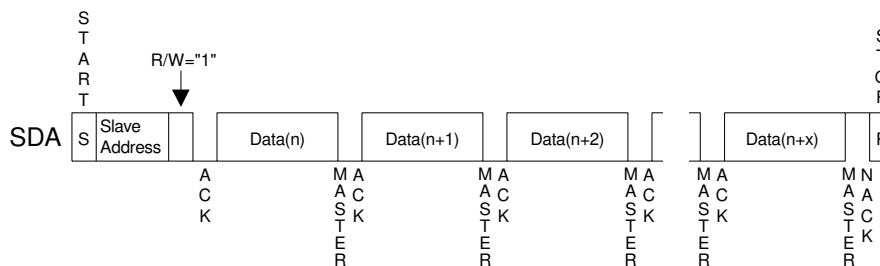 START
R/W="1"
SDA
S
Slave
Address
Data(n)
Data(n+1)
Data(n+2)
Data(n+x)
ACK
MASTER
ACK
MASTER
ACK
MASTER
ACK
MASTER
ACK
MASTER
NACK